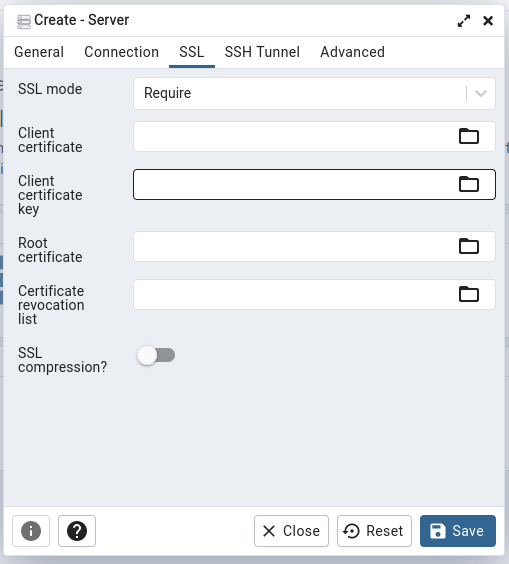 Create - Server
General Connection SSL SSH Tunnel Advanced
SSL mode
Require
Client
certificate
Client
certificate
key
Root
certificate
Certificate
revocation
list
SSL
compression?
Close Reset Save